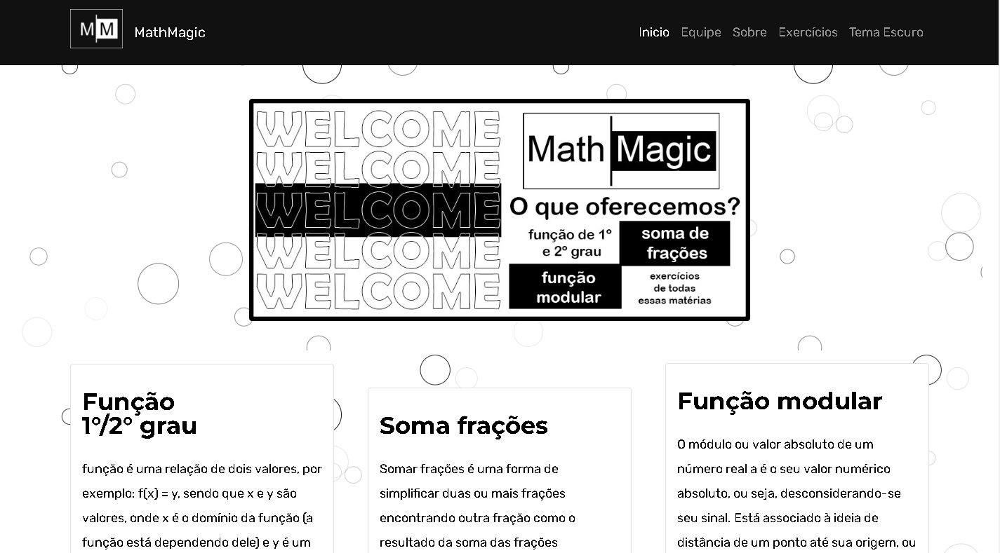 M M
MathMagic
Inicio Equipe Sobre Exercícios Tema Escuro
WELCOME
WELCOME
WELCOME
WELCOME
WELCOME
Math Magic
O que oferecemos?
função de 1°
e 2° grau
soma de
frações
função
modular
exercícios
de todas
essas matérias
Função
1°/2° grau
função é uma relação de dois valores, por
exemplo: f(x) = y, sendo que x e y são
valores, onde x é o domínio da função (a
função está dependendo dele) e y é um
Soma frações
Somar frações é uma forma de
simplificar duas ou mais frações
encontrando outra fração como o
resultado da soma das frações
Função modular
O módulo ou valor absoluto de um
número real a é o seu valor numérico
absoluto, ou seja, desconsiderando-se
seu sinal. Está associado à ideia de
distância de um ponto até sua origem, ou